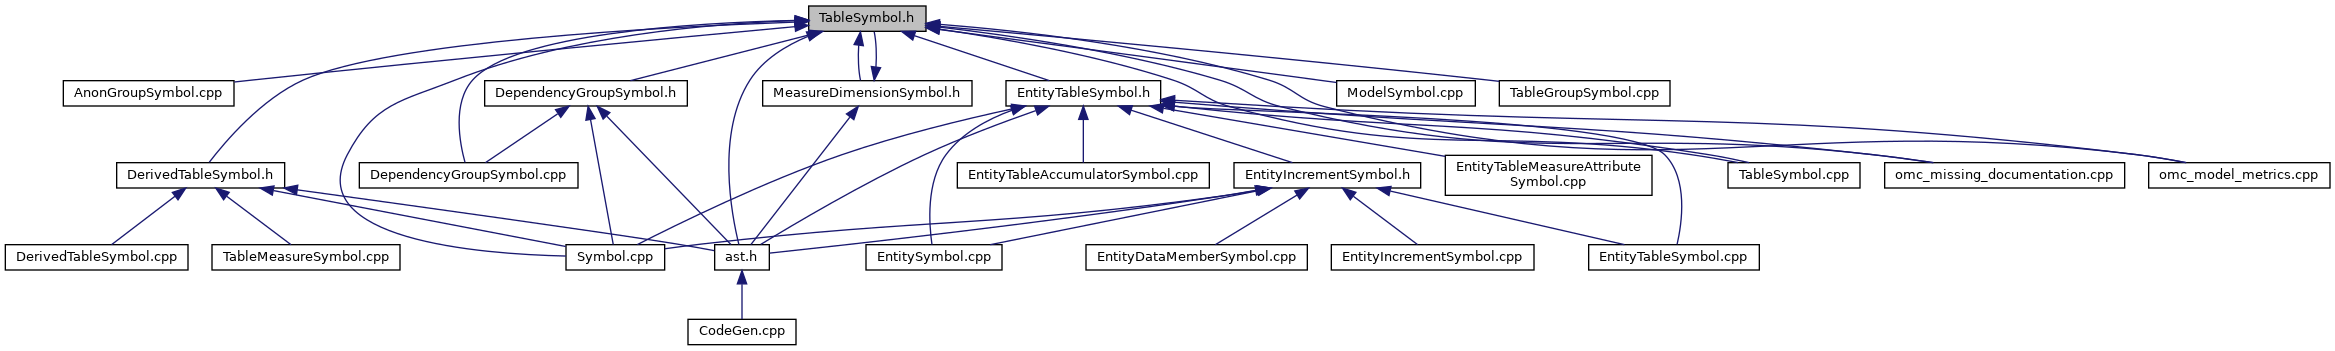 TableSymbol.h
AnonGroupSymbol.cpp
DependencyGroupSymbol.h
MeasureDimensionSymbol.h
EntityTableSymbol.h
ModelSymbol.cpp
TableGroupSymbol.cpp
DerivedTableSymbol.h
DependencyGroupSymbol.cpp
EntityTableAccumulatorSymbol.cpp
EntityIncrementSymbol.h
EntityTableMeasureAttribute
Symbol.cpp
TableSymbol.cpp
omc_missing_documentation.cpp
omc_model_metrics.cpp
DerivedTableSymbol.cpp
TableMeasureSymbol.cpp
Symbol.cpp
ast.h
EntitySymbol.cpp
EntityDataMemberSymbol.cpp
EntityIncrementSymbol.cpp
EntityTableSymbol.cpp
CodeGen.cpp